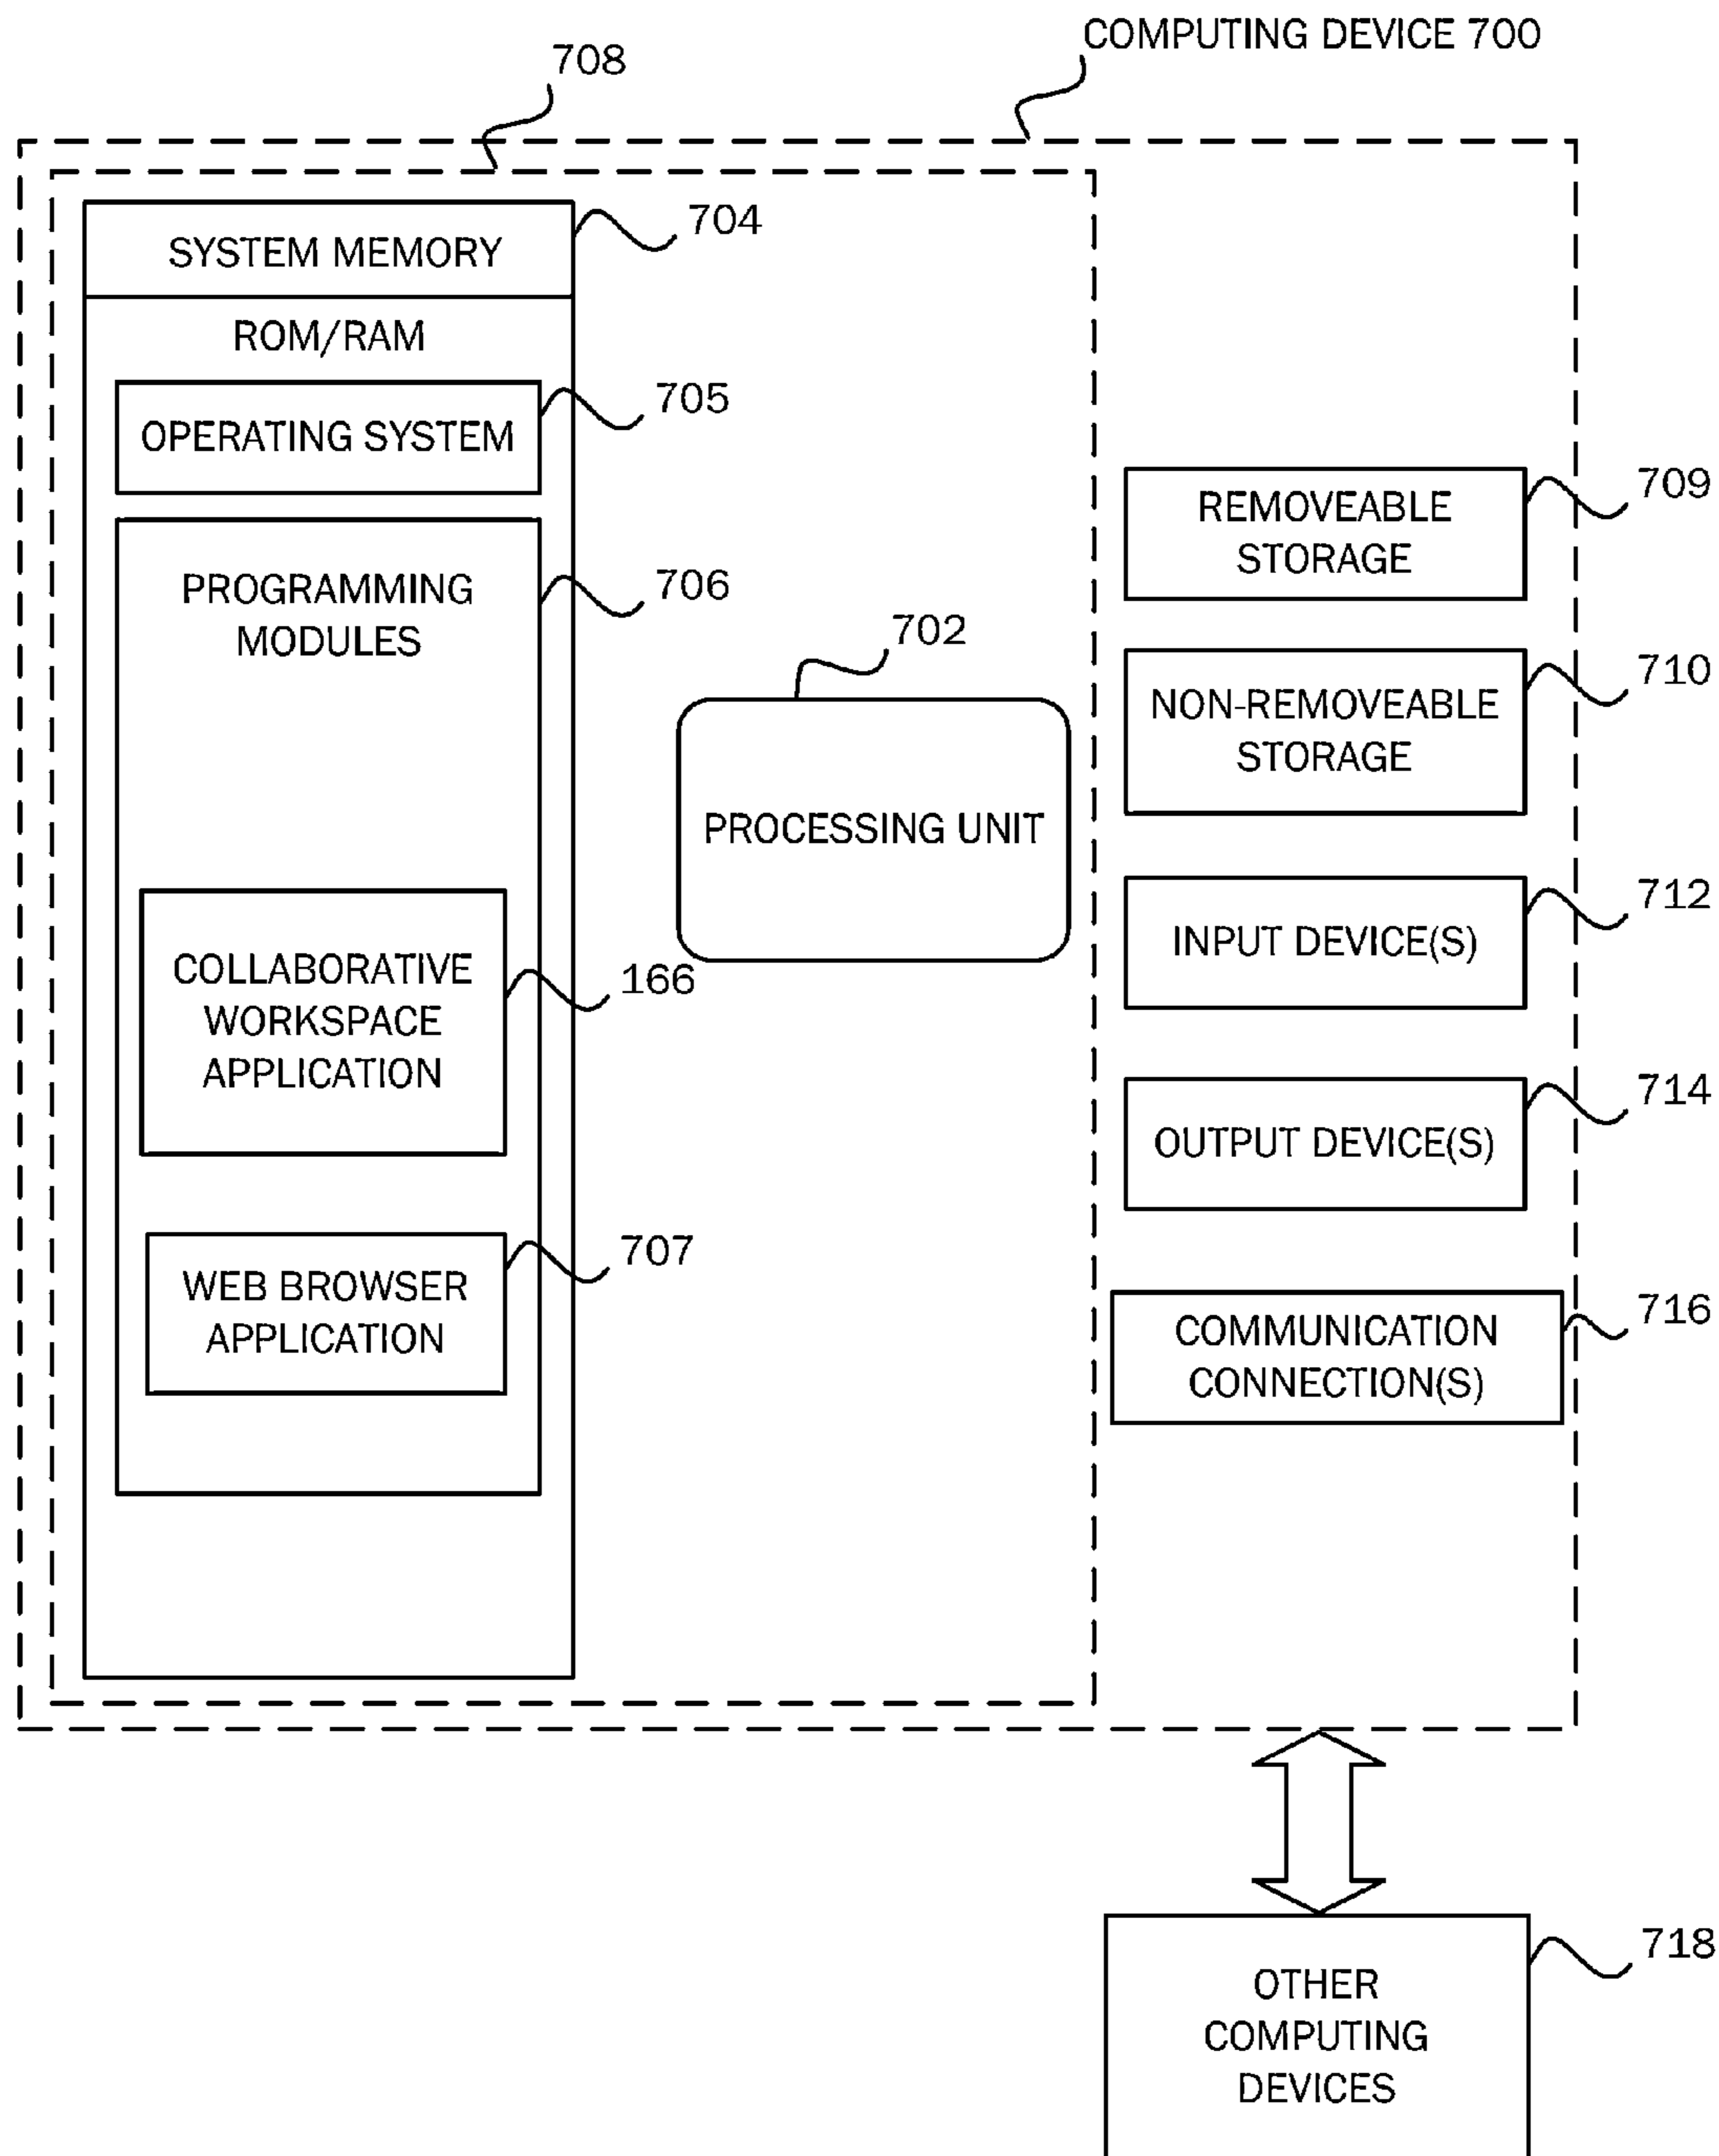 COMPUTING DEVICE 700
708
704
SYSTEM MEMORY
ROM/RAM
705
OPERATING SYSTEM
706
PROGRAMMING
MODULES
702
PROCESSING UNIT
COLLABORATIVE
WORKSPACE
APPLICATION
166
707
WEB BROWSER
APPLICATION
709
REMOVEABLE
STORAGE
710
NON-REMOVEABLE
STORAGE
712
INPUT DEVICE(S)
714
OUTPUT DEVICE(S)
716
COMMUNICATION
CONNECTION(S)
718
OTHER
COMPUTING
DEVICES